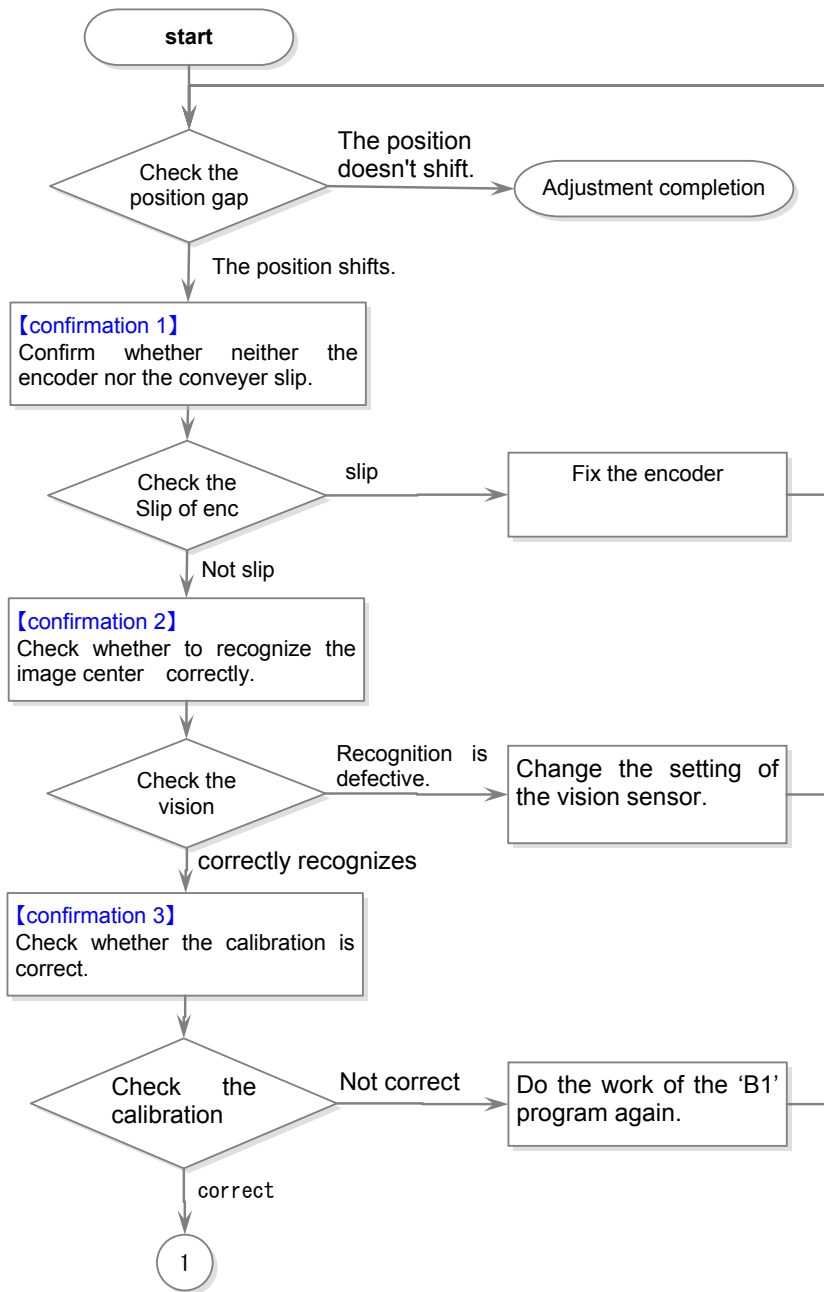 start
Check the
position gap
The position
doesn't shift.
Adjustment completion
The position shifts.
【confirmation 1】
Confirm whether neither the
encoder nor the conveyer slip.
Check the
Slip of enc
slip
Fix the encoder
Not slip
【confirmation 2】
Check whether to recognize the
image center correctly.
Check the
vision
Recognition is
defective.
Change the setting of
the vision sensor.
correctly recognizes
【confirmation 3】
Check whether the calibration is
correct.
Check the
calibration
Not correct
Do the work of the ‘B1’
program again.
correct
1